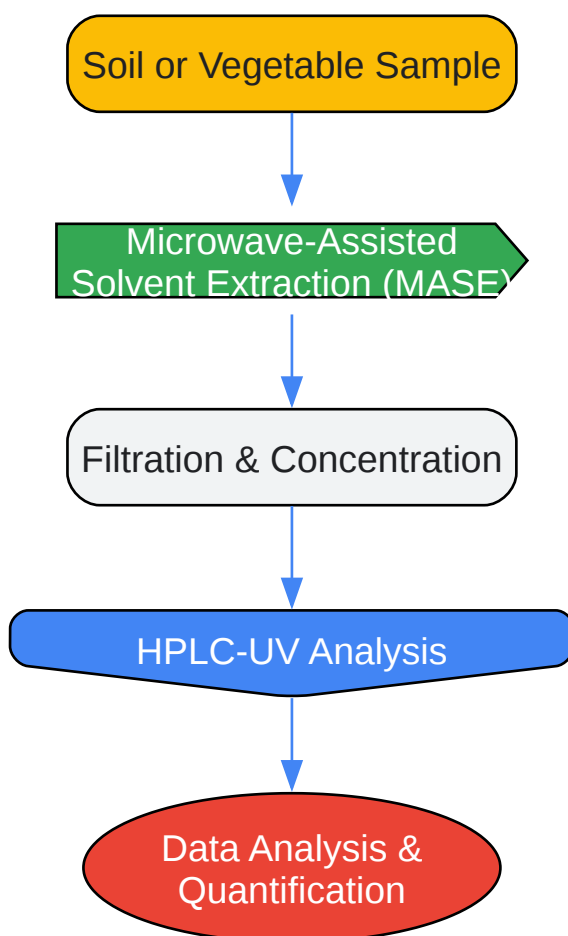 Soil or Vegetable Sample
Microwave-Assisted
Solvent Extraction (MASE)
Filtration & Concentration
HPLC-UV Analysis
Data Analysis &
Quantification